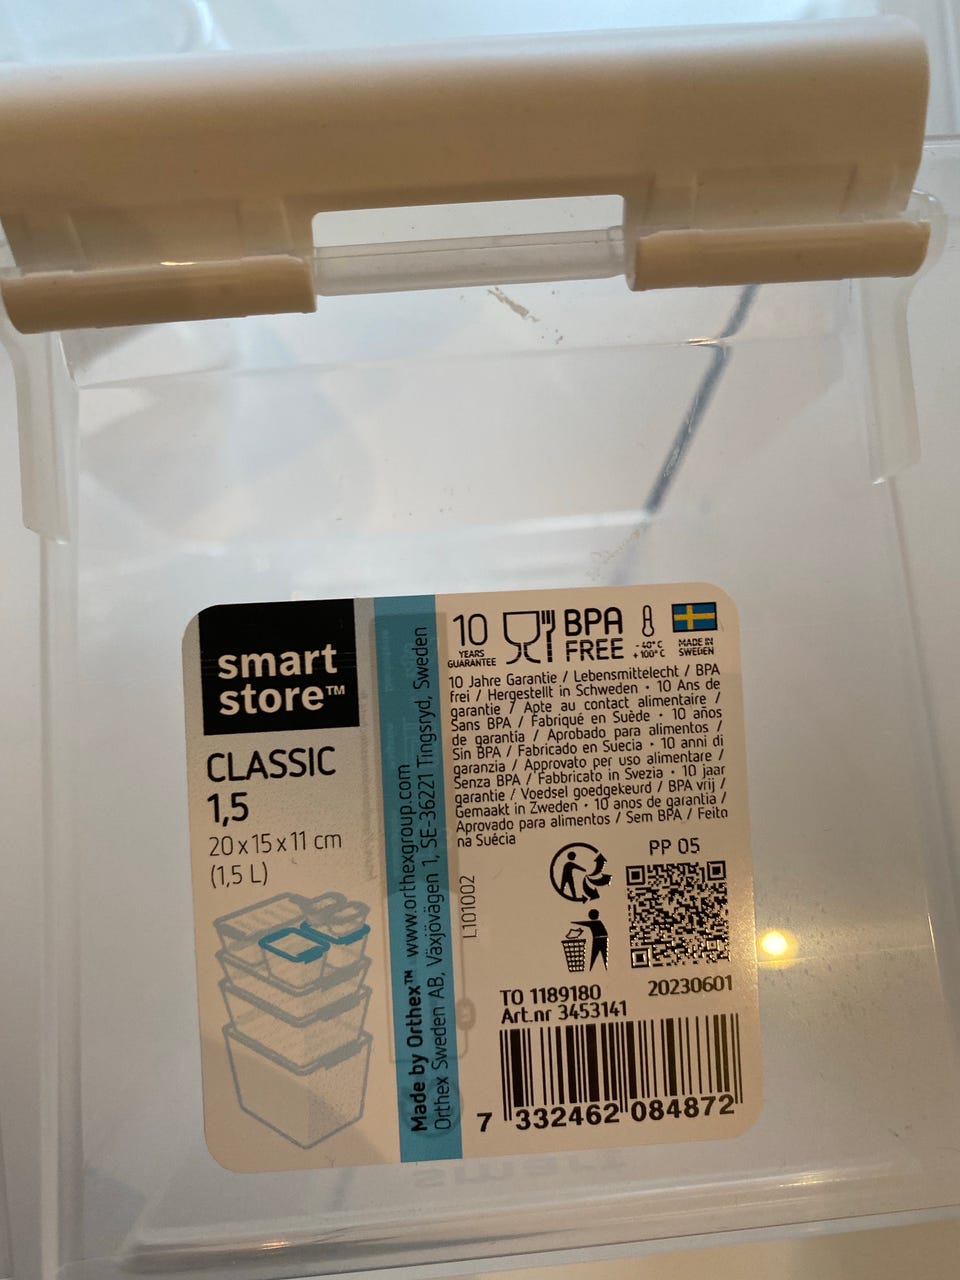 smart
store™
CLASSIC
1,5
20 x 15 x 11 cm
(1,5 L)
Made by Orthex™ www.orthexgroup.com
Orthex Sweden AB, Växjövägen 1, SE-36221 Tingsryd, Sweden
10
YEARS
GUARANTEE
BPA
FREE
-40°C
+100°C
MADE IN
SWEDEN
10 Jahre Garantie / Lebensmittelecht / BPA
frei / Hergestellt in Schweden • 10 Ans de
garantie / Apte au contact alimentaire /
Sans BPA / Fabriqué en Suède • 10 años
de garantia / Aprobado para alimentos /
Sin BPA / Fabricado en Suecia • 10 anni di
garanzia / Approvato per uso alimentare /
Senza BPA / Fabbricato in Svezia • 10 jaar
garantie / Voedsel goedgekeurd / BPA vrij /
Gemaakt in Zweden • 10 anos de garantia /
Aprovado para alimentos / Sem BPA / Feito
na Suécia
PP 05
L101002
TO 1189180
20230601
Art.nr 3453141
7 332462 084872
smart